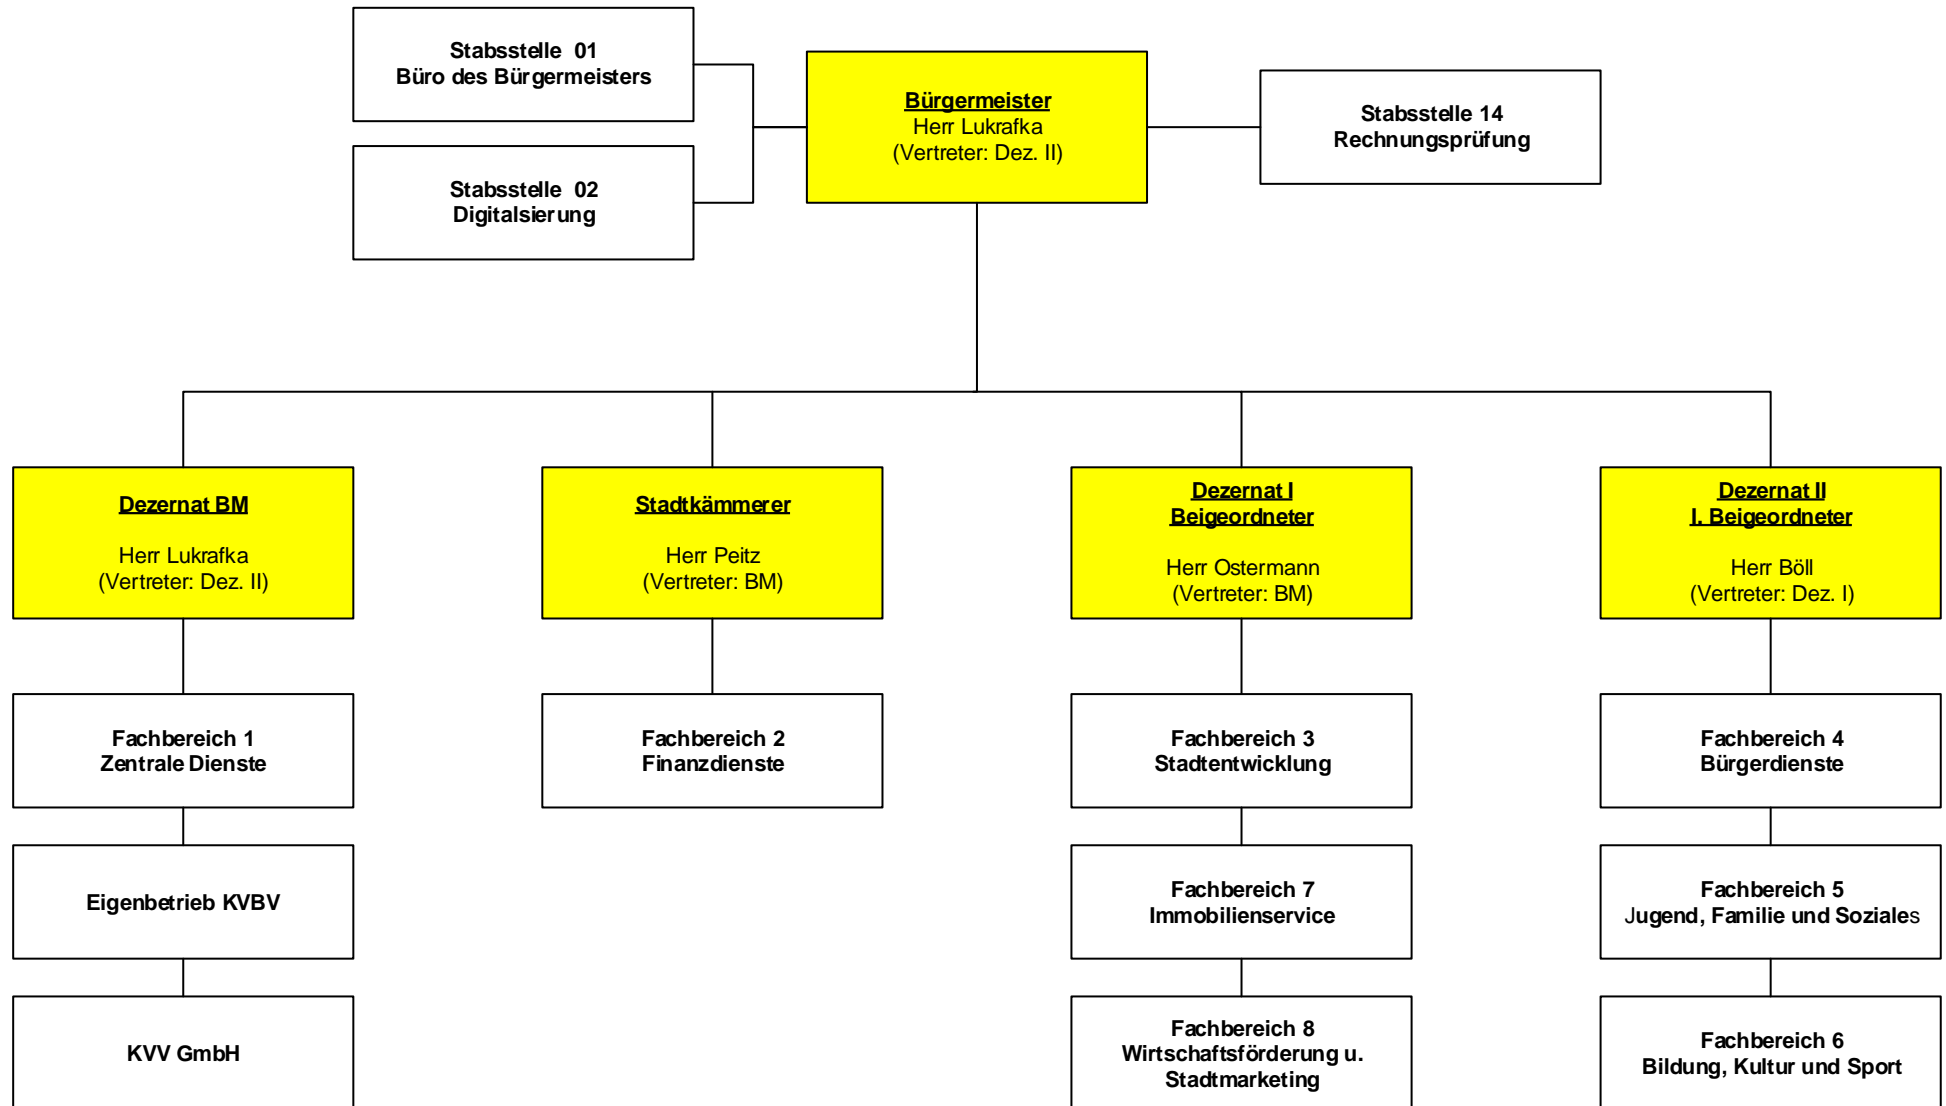 Stabsstelle 01
Büro des Bürgermeisters
Bürgermeister
Herr Lukrafka
(Vertreter: Dez. II)
Stabsstelle 14
Rechnungsprüfung
Stabsstelle 02
Digitalsierung
Dezernat BM
Herr Lukrafka
(Vertreter: Dez. II)
Stadtkämmerer
Herr Peitz
(Vertreter: BM)
Dezernat I
Beigeordneter
Herr Ostermann
(Vertreter: BM)
Dezernat II
I. Beigeordneter
Herr Böll
(Vertreter: Dez. I)
Fachbereich 1
Zentrale Dienste
Fachbereich 2
Finanzdienste
Fachbereich 3
Stadtentwicklung
Fachbereich 4
Bürgerdienste
Eigenbetrieb KVBV
Fachbereich 7
Immobilienservice
Fachbereich 5
Jugend, Familie und Soziales
KVV GmbH
Fachbereich 8
Wirtschaftsförderung u.
Stadtmarketing
Fachbereich 6
Bildung, Kultur und Sport